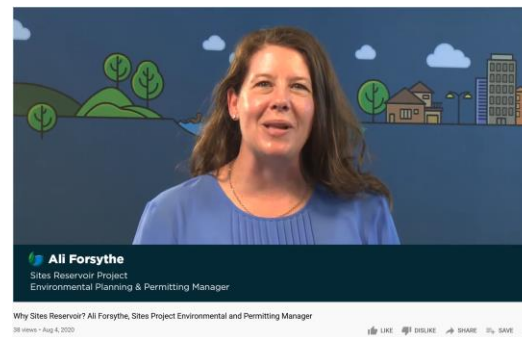 Ali Forsythe
Sites Reservoir Project
Environmental Planning & Permitting Manager
Why Sites Reservoir? Ali Forsythe, Sites Project Environmental and Permitting Manager
38 views • Aug 4, 2020
LIKE DISLIKE SHARE SAVE